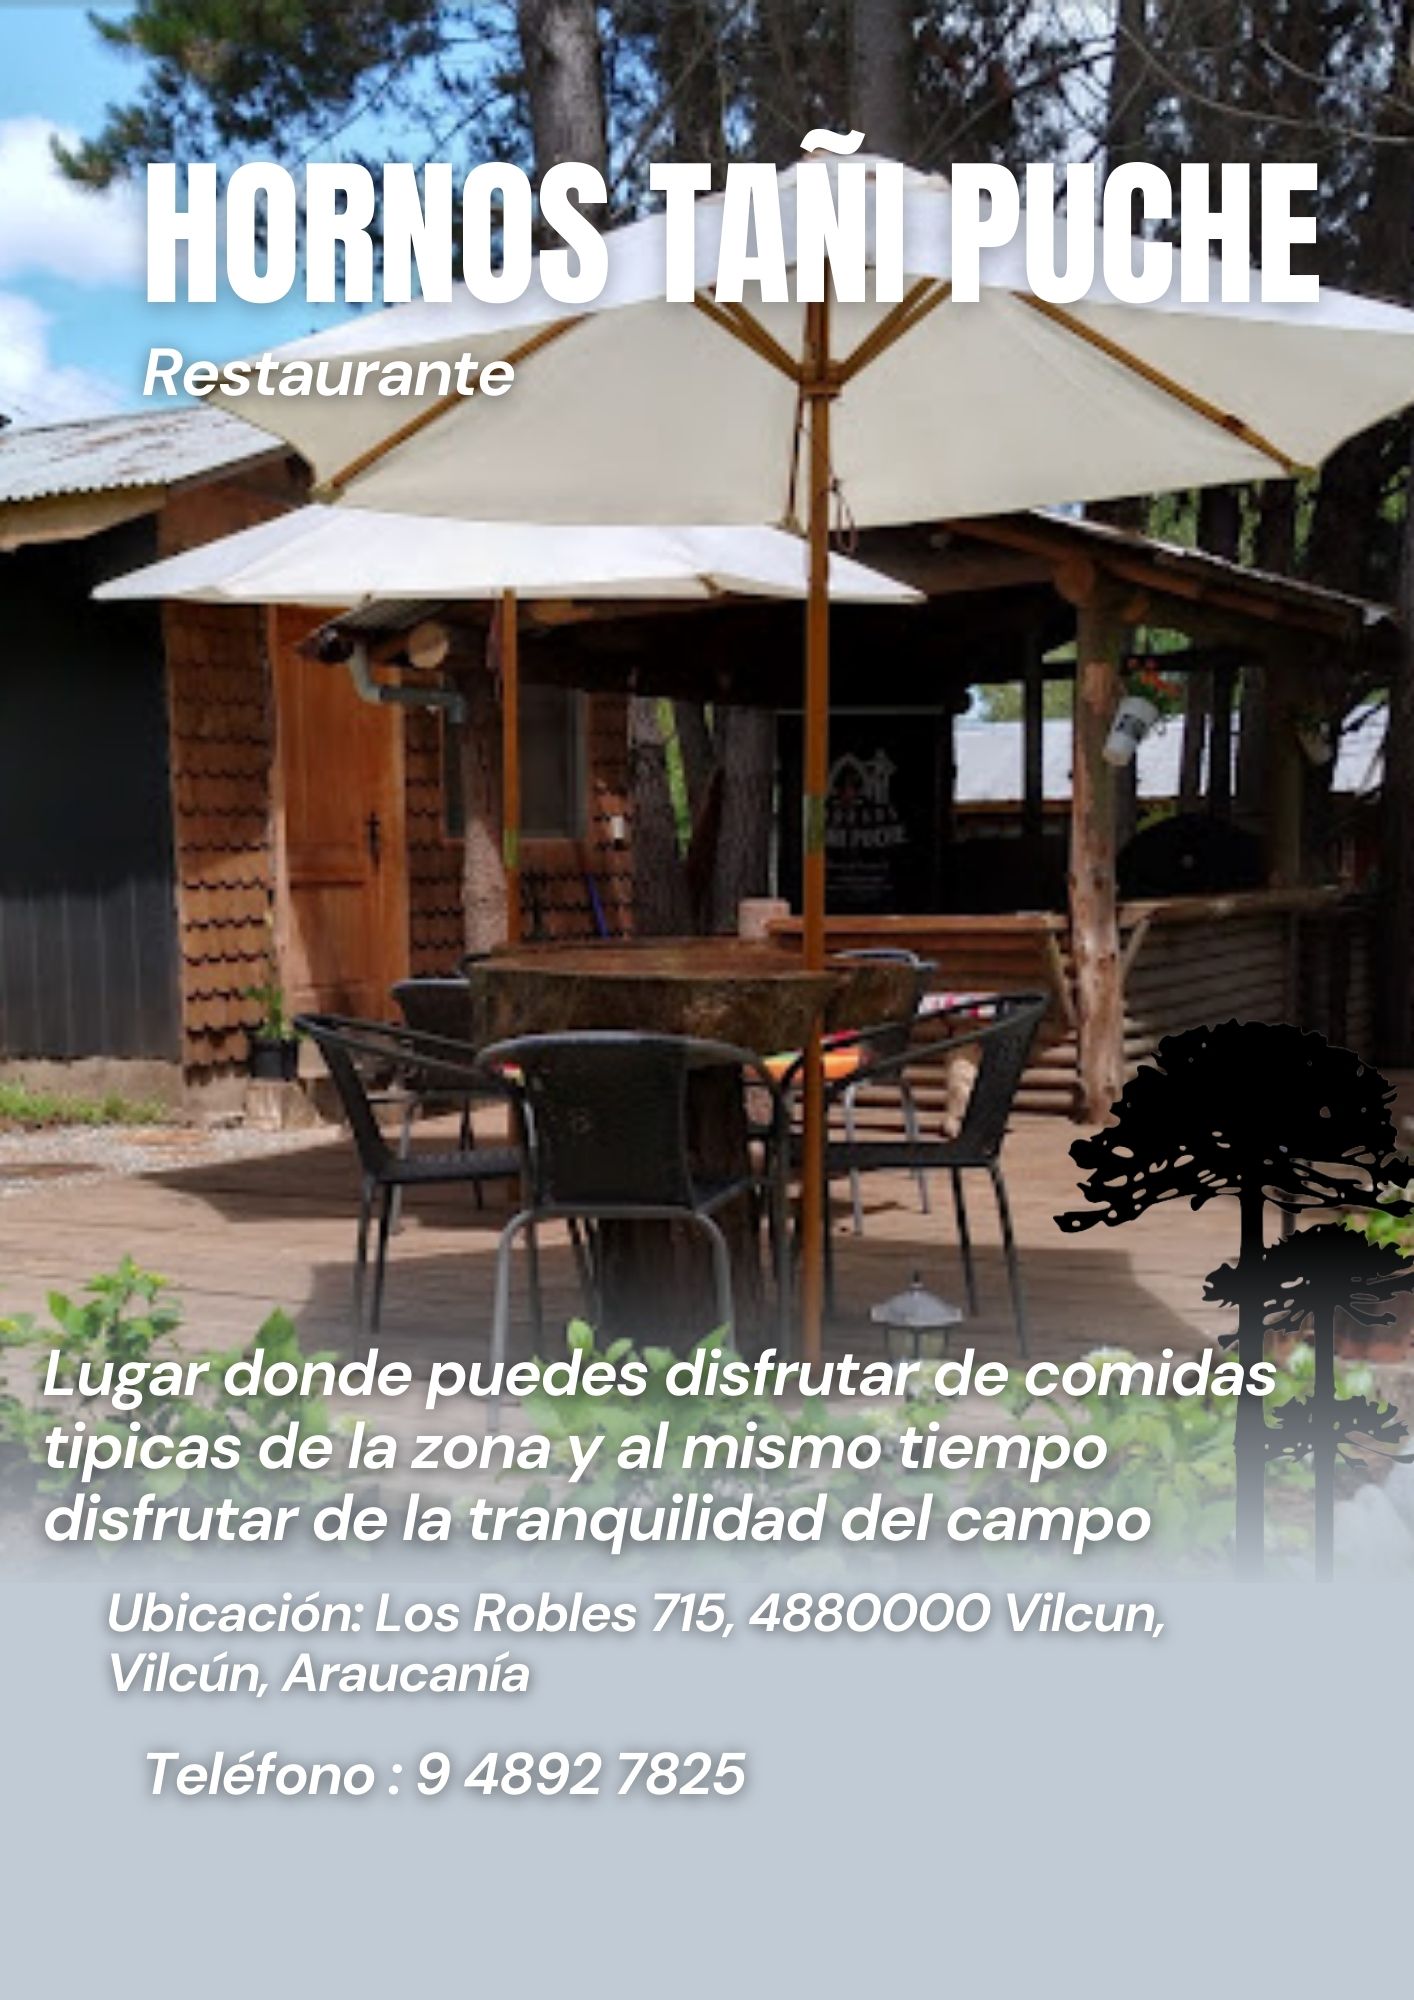 HORNOS TAÑI PUCHE
Restaurante
Lugar donde puedes disfrutar de comidas
tipicas de la zona y al mismo tiempo
disfrutar de la tranquilidad del campo
Ubicación: Los Robles 715, 4880000 Vilcun,
Vilcún, Araucanía
Teléfono : 9 4892 7825